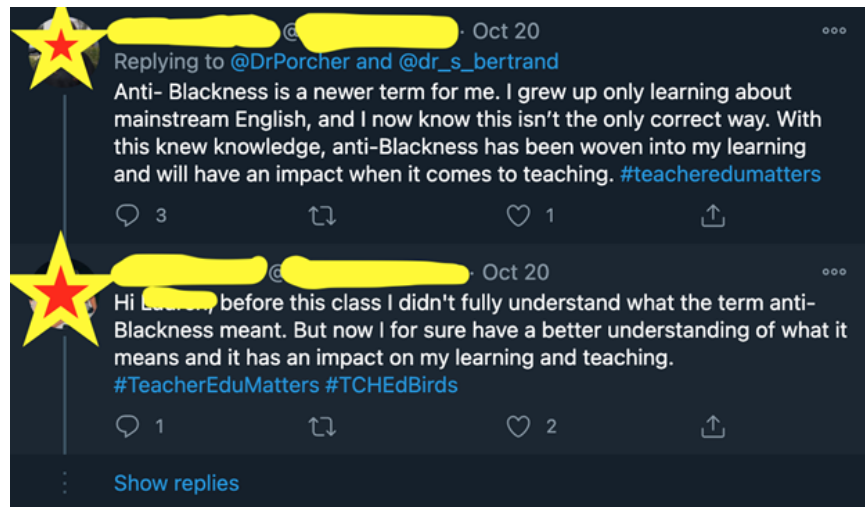 @ · Oct 20
Replying to @DrPorcher and @dr_s_bertrand
Anti- Blackness is a newer term for me. I grew up only learning about
mainstream English, and I now know this isn't the only correct way. With
this knew knowledge, anti-Blackness has been woven into my learning
and will have an impact when it comes to teaching. #teacheredumatters
3 1
@ · Oct 20
Hi before this class I didn't fully understand what the term anti-
Blackness meant. But now I for sure have a better understanding of what it
means and it has an impact on my learning and teaching.
#TeacherEduMatters #TCHEdBirds
1 2
Show replies